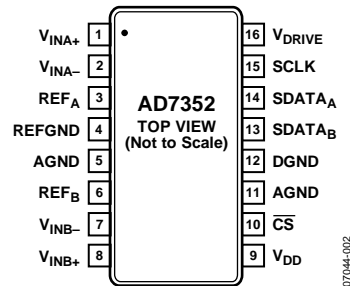 VINA+ 1
VINA– 2
REFA 3
REFGND 4
AGND 5
REFB 6
VINB– 7
VINB+ 8
AD7352
TOP VIEW
(Not to Scale)
16 VDRIVE
15 SCLK
14 SDATAA
13 SDATAB
12 DGND
11 AGND
10 CS
9 VDD
07044-002